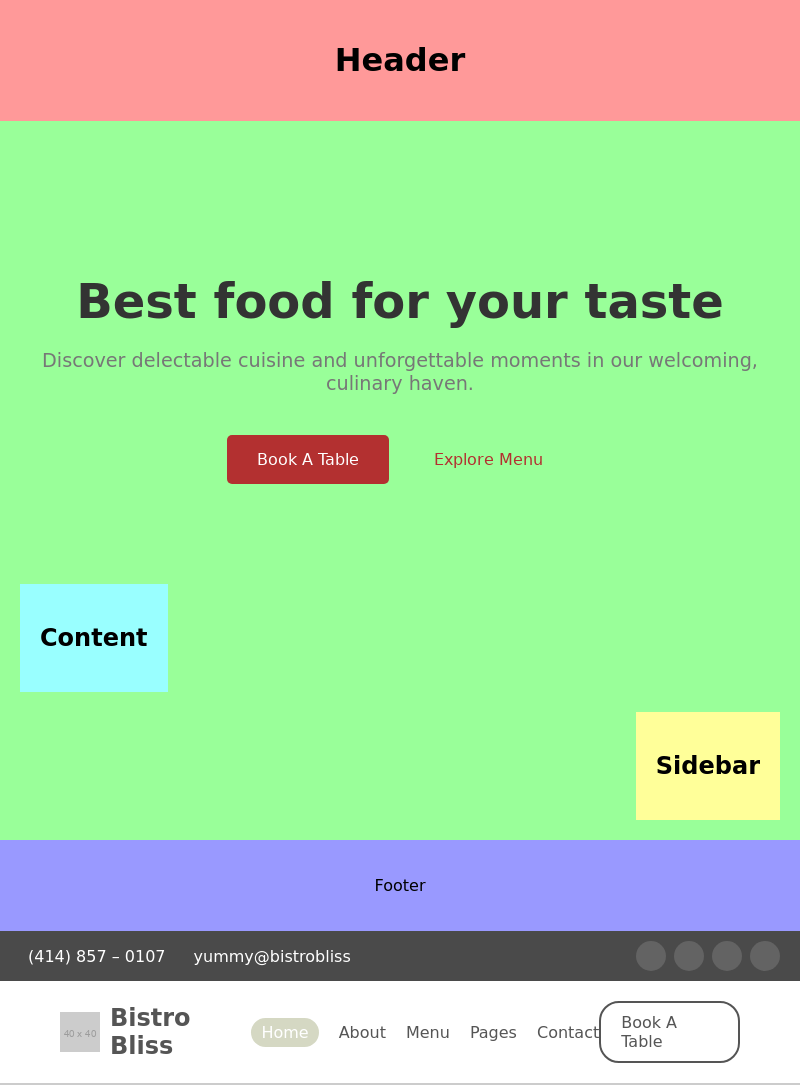 Header
Best food for your taste
Discover delectable cuisine and unforgettable moments in our welcoming,
culinary haven.
Book A Table
Explore Menu
Content
Sidebar
Footer
(414) 857 – 0107
yummy@bistrobliss
40 x 40
Bistro
Bliss
Home
About
Menu
Pages
Contact
Book A
Table